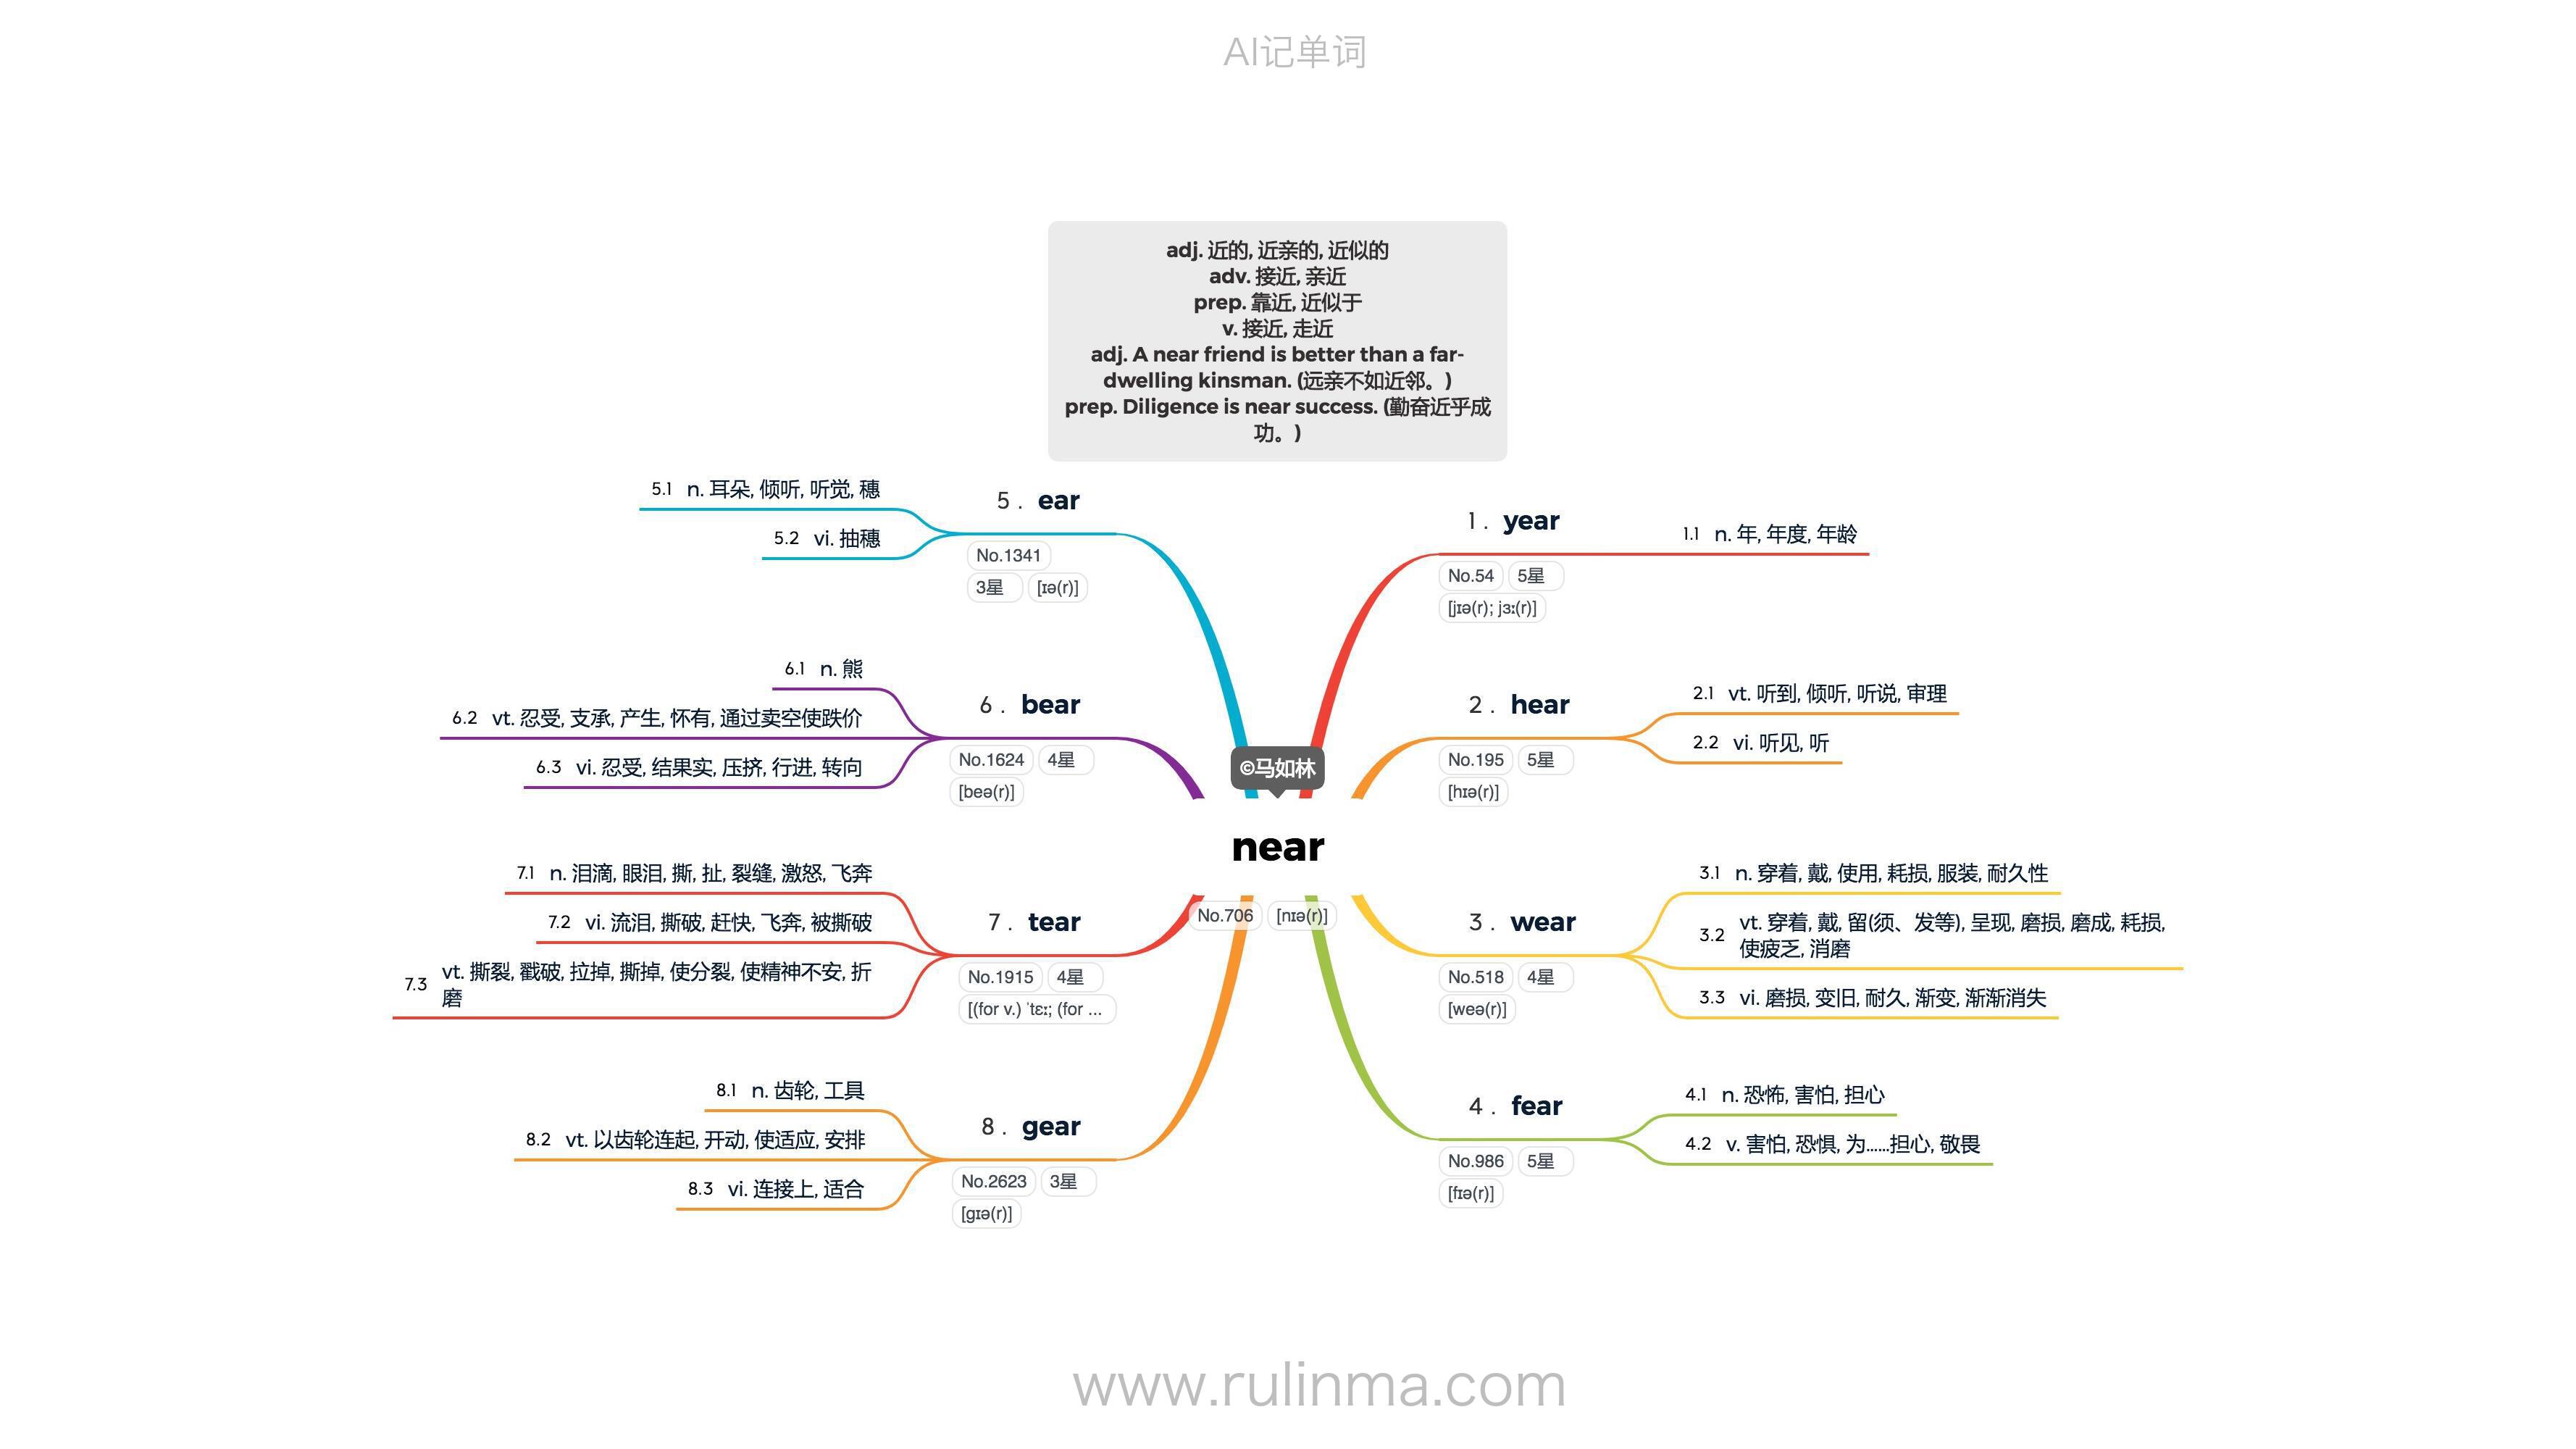 AI记单词
adj. 近的, 近亲的, 近似的
adv. 接近, 亲近
prep. 靠近, 近似于
v. 接近, 走近
adj. A near friend is better than a far-
dwelling kinsman. (远亲不如近邻。)
prep. Diligence is near success. (勤奋近乎成
功。)
©马如林
near
No.706 [nɪə(r)]
1. year
No.54 5星
[jɪə(r); jɜː(r)]
1.1 n. 年, 年度, 年龄
2. hear
No.195 5星
[hɪə(r)]
2.1 vt. 听到, 倾听, 听说, 审理
2.2 vi. 听见, 听
3. wear
No.518 4星
[weə(r)]
3.1 n. 穿着, 戴, 使用, 耗损, 服装, 耐久性
3.2 vt. 穿着, 戴, 留(须、发等), 呈现, 磨损, 磨成, 耗损,
使疲乏, 消磨
3.3 vi. 磨损, 变旧, 耐久, 渐变, 渐渐消失
4. fear
No.986 5星
[fɪə(r)]
4.1 n. 恐怖, 害怕, 担心
4.2 v. 害怕, 恐惧, 为......担心, 敬畏
5. ear
No.1341
3星 [ɪə(r)]
5.1 n. 耳朵, 倾听, 听觉, 穗
5.2 vi. 抽穗
6. bear
No.1624 4星
[beə(r)]
6.1 n. 熊
6.2 vt. 忍受, 支承, 产生, 怀有, 通过卖空使跌价
6.3 vi. 忍受, 结果实, 压挤, 行进, 转向
7. tear
No.1915 4星
[(for v.) ˈtɛː; (for ...
7.1 n. 泪滴, 眼泪, 撕, 扯, 裂缝, 激怒, 飞奔
7.2 vi. 流泪, 撕破, 赶快, 飞奔, 被撕破
7.3 vt. 撕裂, 戳破, 拉掉, 撕掉, 使分裂, 使精神不安, 折
磨
8. gear
No.2623 3星
[gɪə(r)]
8.1 n. 齿轮, 工具
8.2 vt. 以齿轮连起, 开动, 使适应, 安排
8.3 vi. 连接上, 适合
www.rulinma.com